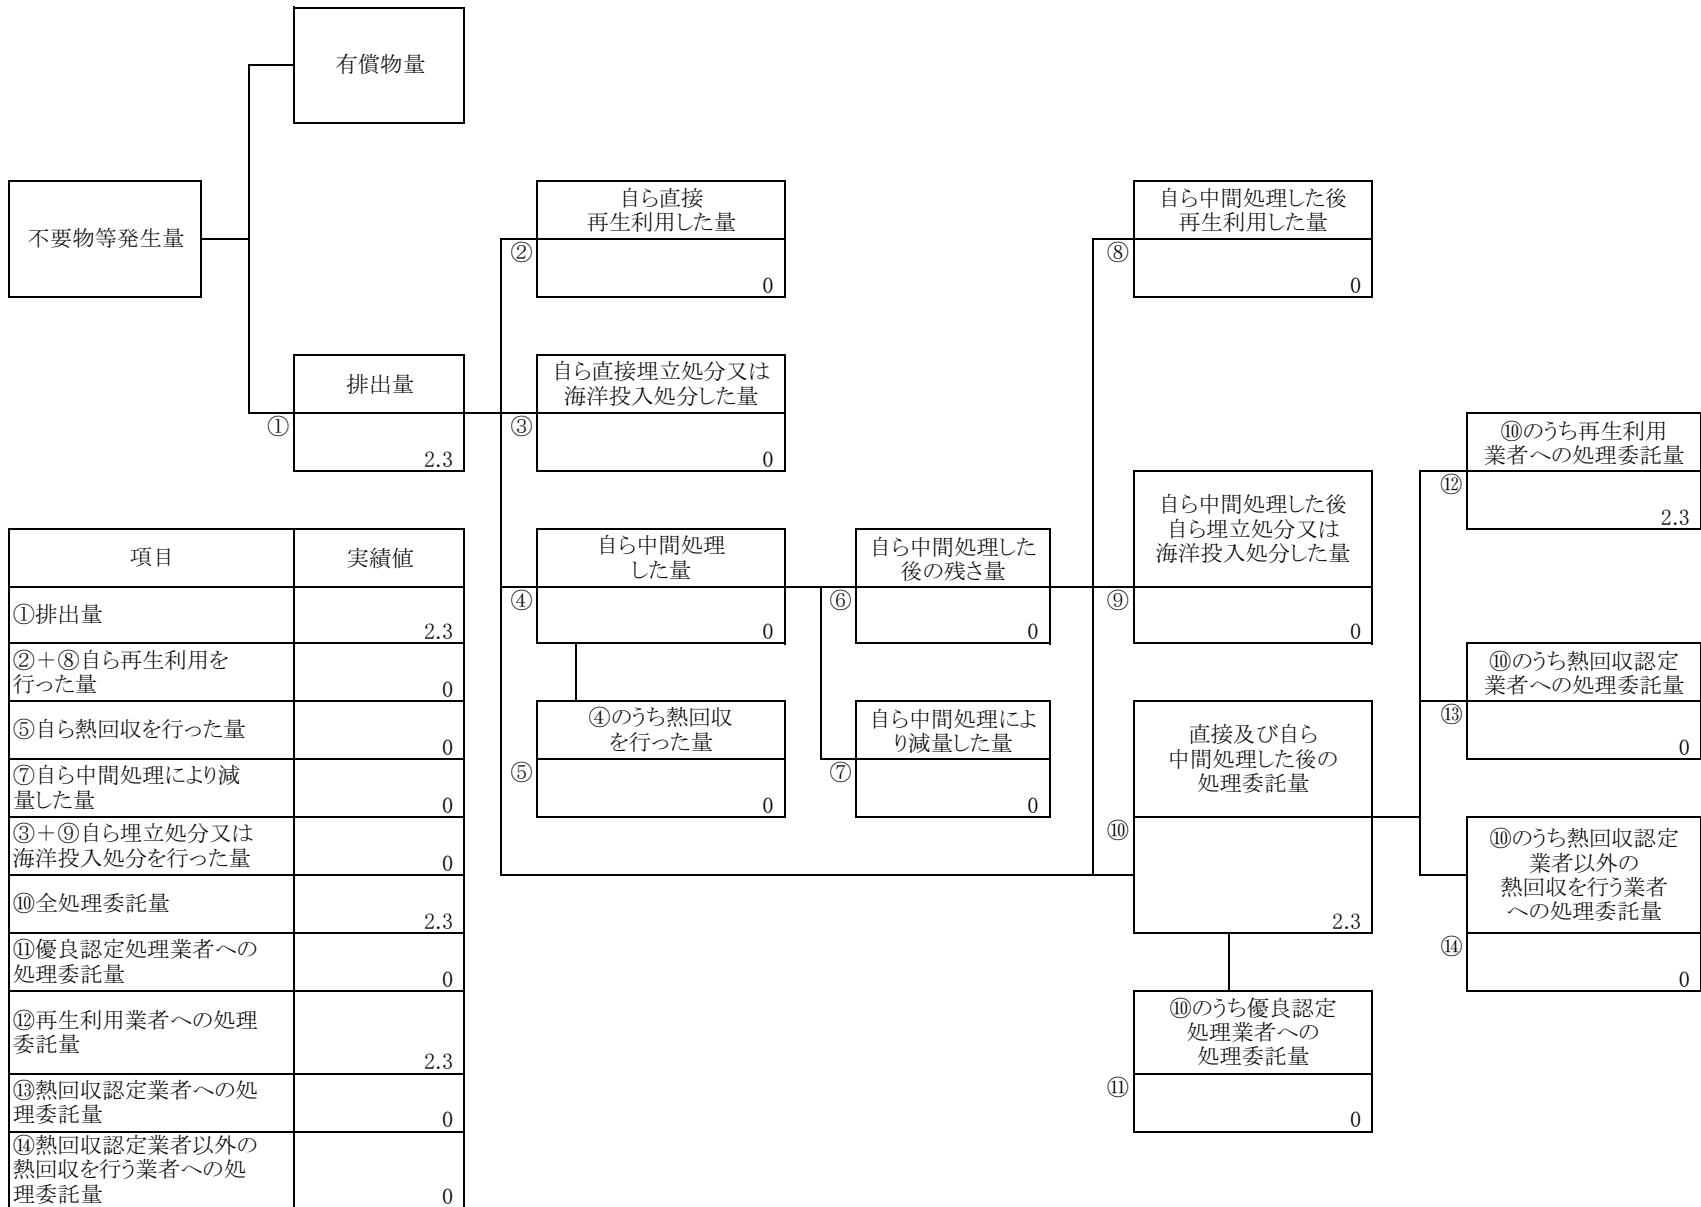 有償物量
不要物等発生量
自ら直接
再生利用した量
②
0
自ら中間処理した後
再生利用した量
⑧
0
排出量
①
2.3
自ら直接埋立処分又は
海洋投入処分した量
③
0
⑩のうち再生利用
業者への処理委託量
⑫
2.3
自ら中間処理
した量
④
0
自ら中間処理した
後の残さ量
⑥
0
自ら中間処理した後
自ら埋立処分又は
海洋投入処分した量
⑨
0
⑩のうち熱回収認定
業者への処理委託量
⑬
0
④のうち熱回収
を行った量
⑤
0
自ら中間処理によ
り減量した量
⑦
0
直接及び自ら
中間処理した後の
処理委託量
⑩
2.3
⑩のうち熱回収認定
業者以外の
熱回収を行う業者
への処理委託量
⑭
0
⑩のうち優良認定
処理業者への
処理委託量
⑪
0
項目 実績値
①排出量
2.3
②+⑧自ら再生利用を
行った量 0
⑤自ら熱回収を行った量
0
⑦自ら中間処理により減
量した量 0
③+⑨自ら埋立処分又は
海洋投入処分を行った量 0
⑩全処理委託量
2.3
⑪優良認定処理業者への
処理委託量 0
⑫再生利用業者への処理
委託量
2.3
⑬熱回収認定業者への処
理委託量 0
⑭熱回収認定業者以外の
熱回収を行う業者への処
理委託量 0